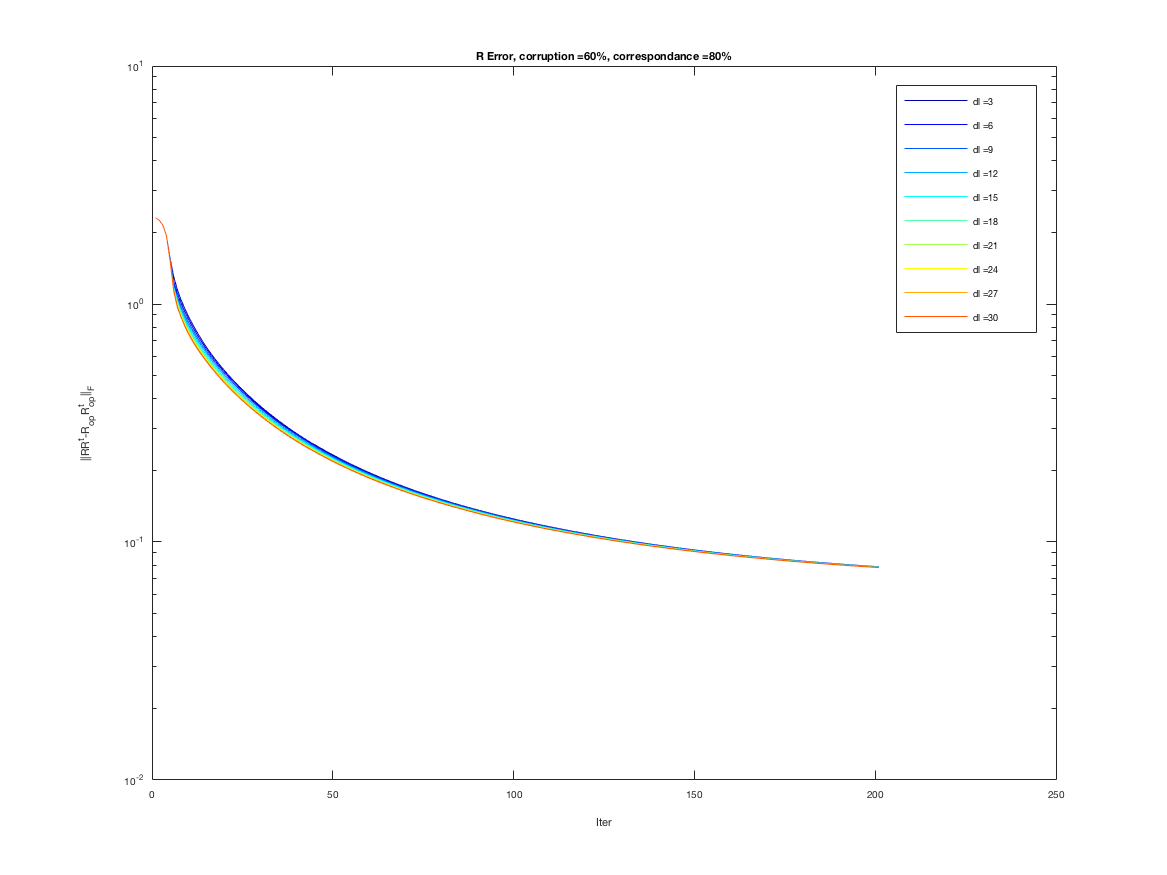 R Error, corruption =60%, correspondance =80%
10^1
10^0
10^-1
10^-2
||RR^t-R_op R_op^t||_F
0 50 100 150 200 250
Iter
dl =3
dl =6
dl =9
dl =12
dl =15
dl =18
dl =21
dl =24
dl =27
dl =30